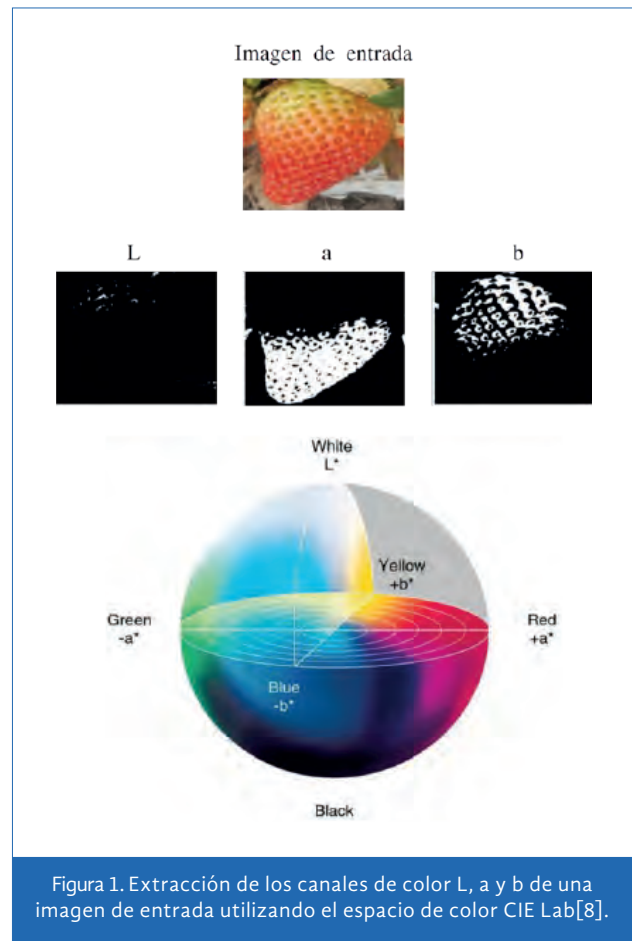 Imagen de entrada
L a b
White
L*
Yellow
+b*
Green
-a*
Red
+a*
Blue
-b*
Black
Figura 1. Extracción de los canales de color L, a y b de una
imagen de entrada utilizando el espacio de color CIE Lab[8].